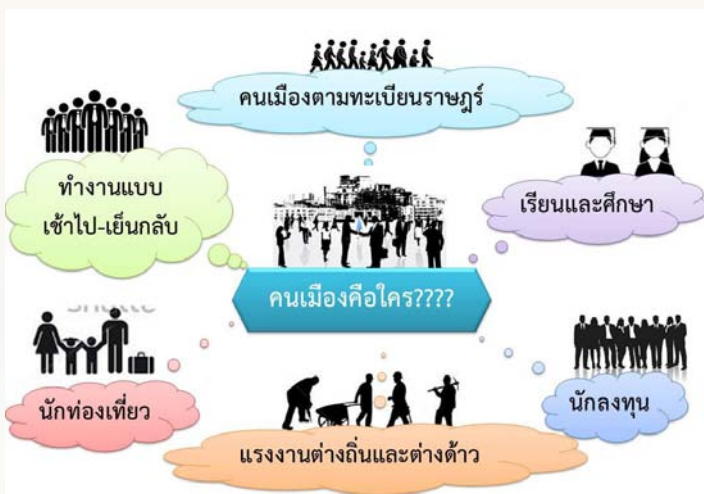 คนเมืองตามทะเบียนราษฎร์
ทำงานแบบ
เช้าไป-เย็นกลับ
เรียนและศึกษา
คนเมืองคือใคร????
นักท่องเที่ยว
นักลงทุน
แรงงานต่างถิ่นและต่างด้าว